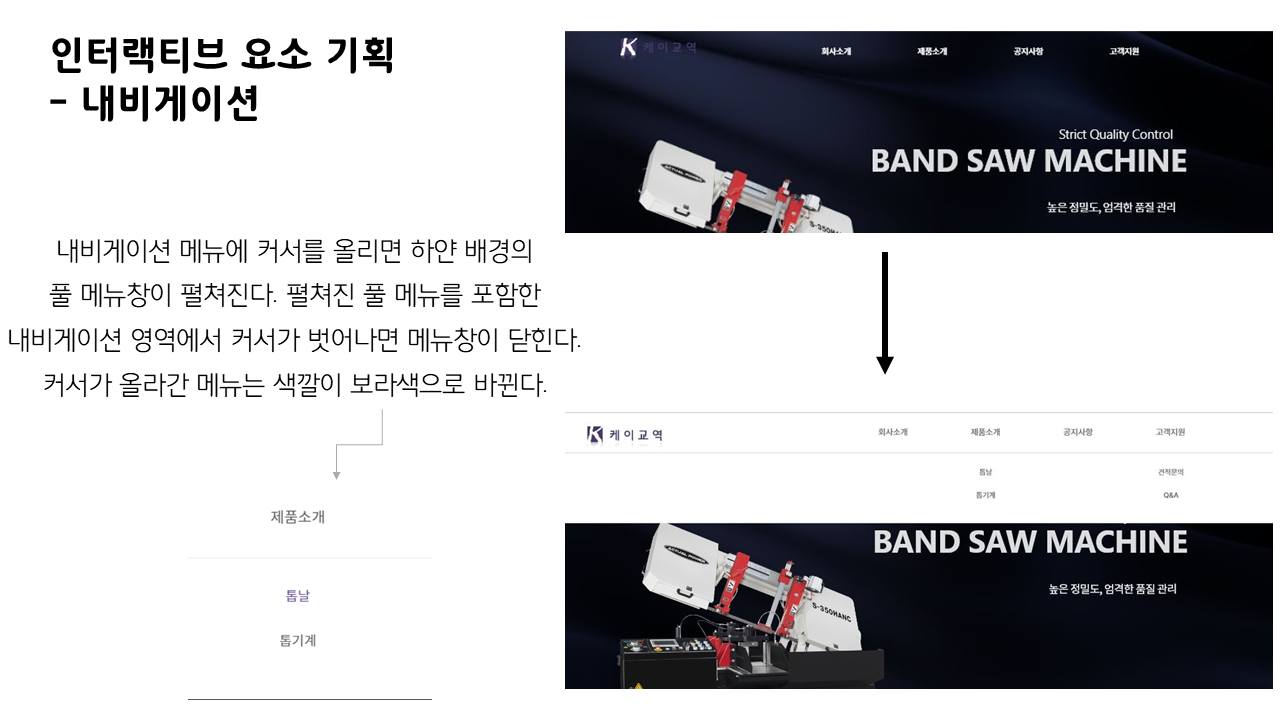 인터랙티브 요소 기획
- 내비게이션
내비게이션 메뉴에 커서를 올리면 하얀 배경의
풀 메뉴창이 펼쳐진다. 펼쳐진 풀 메뉴를 포함한
내비게이션 영역에서 커서가 벗어나면 메뉴창이 닫힌다.
커서가 올라간 메뉴는 색깔이 보라색으로 바뀐다.
제품소개
톱날
톱기계
K 케이교역
회사소개 제품소개 공지사항 고객지원
Strict Quality Control
BAND SAW MACHINE
높은 정밀도, 엄격한 품질 관리
S-350HANC
K 케이교역
회사소개 제품소개 공지사항 고객지원
톱날 견적문의
톱기계 Q&A
BAND SAW MACHINE
높은 정밀도, 엄격한 품질 관리
S-350HANC